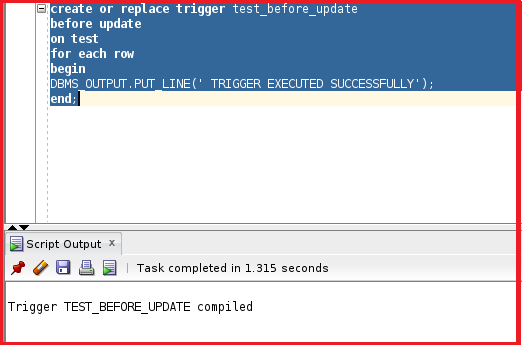 create or replace trigger test_before_update
before update
on test
for each row
begin
DBMS_OUTPUT.PUT_LINE(' TRIGGER EXECUTED SUCCESSFULLY');
end;
Script Output x
Task completed in 1.315 seconds
Trigger TEST_BEFORE_UPDATE compiled